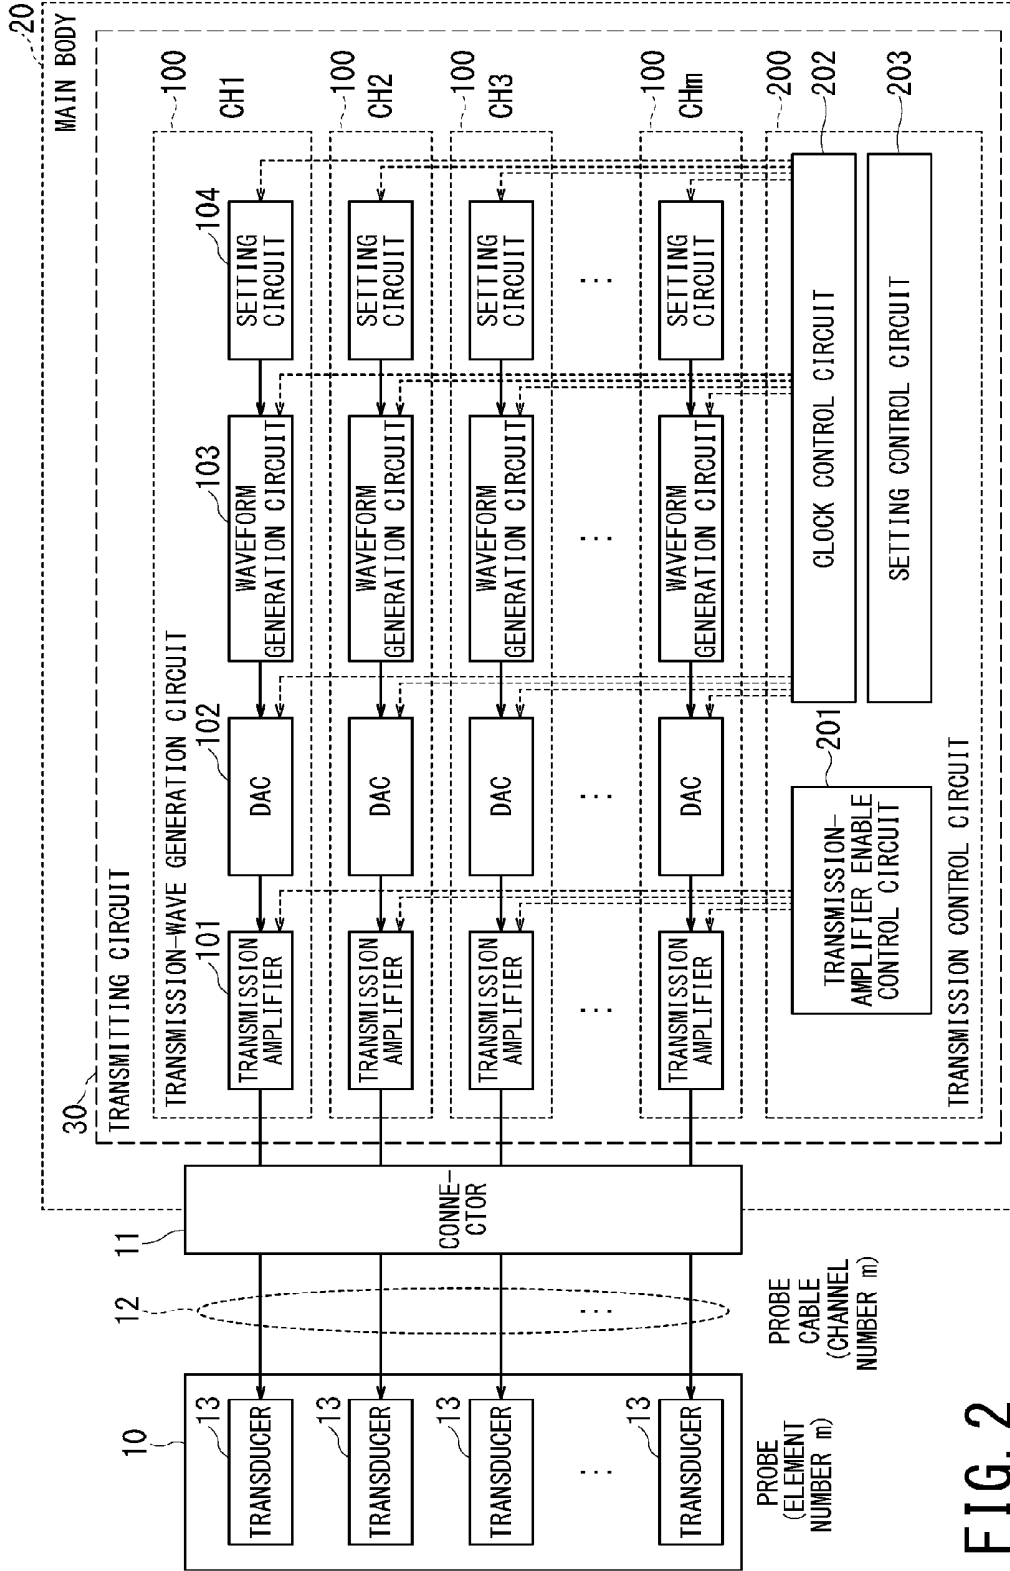 20
MAIN BODY
30
TRANSMITTING CIRCUIT
TRANSMISSION-WAVE GENERATION CIRCUIT
100
CH1
10
13
TRANSDUCER
12
11
CONNE-
CTOR
101
TRANSMISSION
AMPLIFIER
102
DAC
103
WAVEFORM
GENERATION CIRCUIT
104
SETTING
CIRCUIT
100
CH2
13
TRANSDUCER
TRANSMISSION
AMPLIFIER
DAC
WAVEFORM
GENERATION CIRCUIT
SETTING
CIRCUIT
100
CH3
13
TRANSDUCER
TRANSMISSION
AMPLIFIER
DAC
WAVEFORM
GENERATION CIRCUIT
SETTING
CIRCUIT
... ... ... ... ... ...
100
CHm
13
TRANSDUCER
TRANSMISSION
AMPLIFIER
DAC
WAVEFORM
GENERATION CIRCUIT
SETTING
CIRCUIT
200
201
TRANSMISSION-
AMPLIFIER ENABLE
CONTROL CIRCUIT
202
CLOCK CONTROL CIRCUIT
203
SETTING CONTROL CIRCUIT
TRANSMISSION CONTROL CIRCUIT
PROBE
(ELEMENT
NUMBER m)
PROBE
CABLE
(CHANNEL
NUMBER m)
FIG. 2